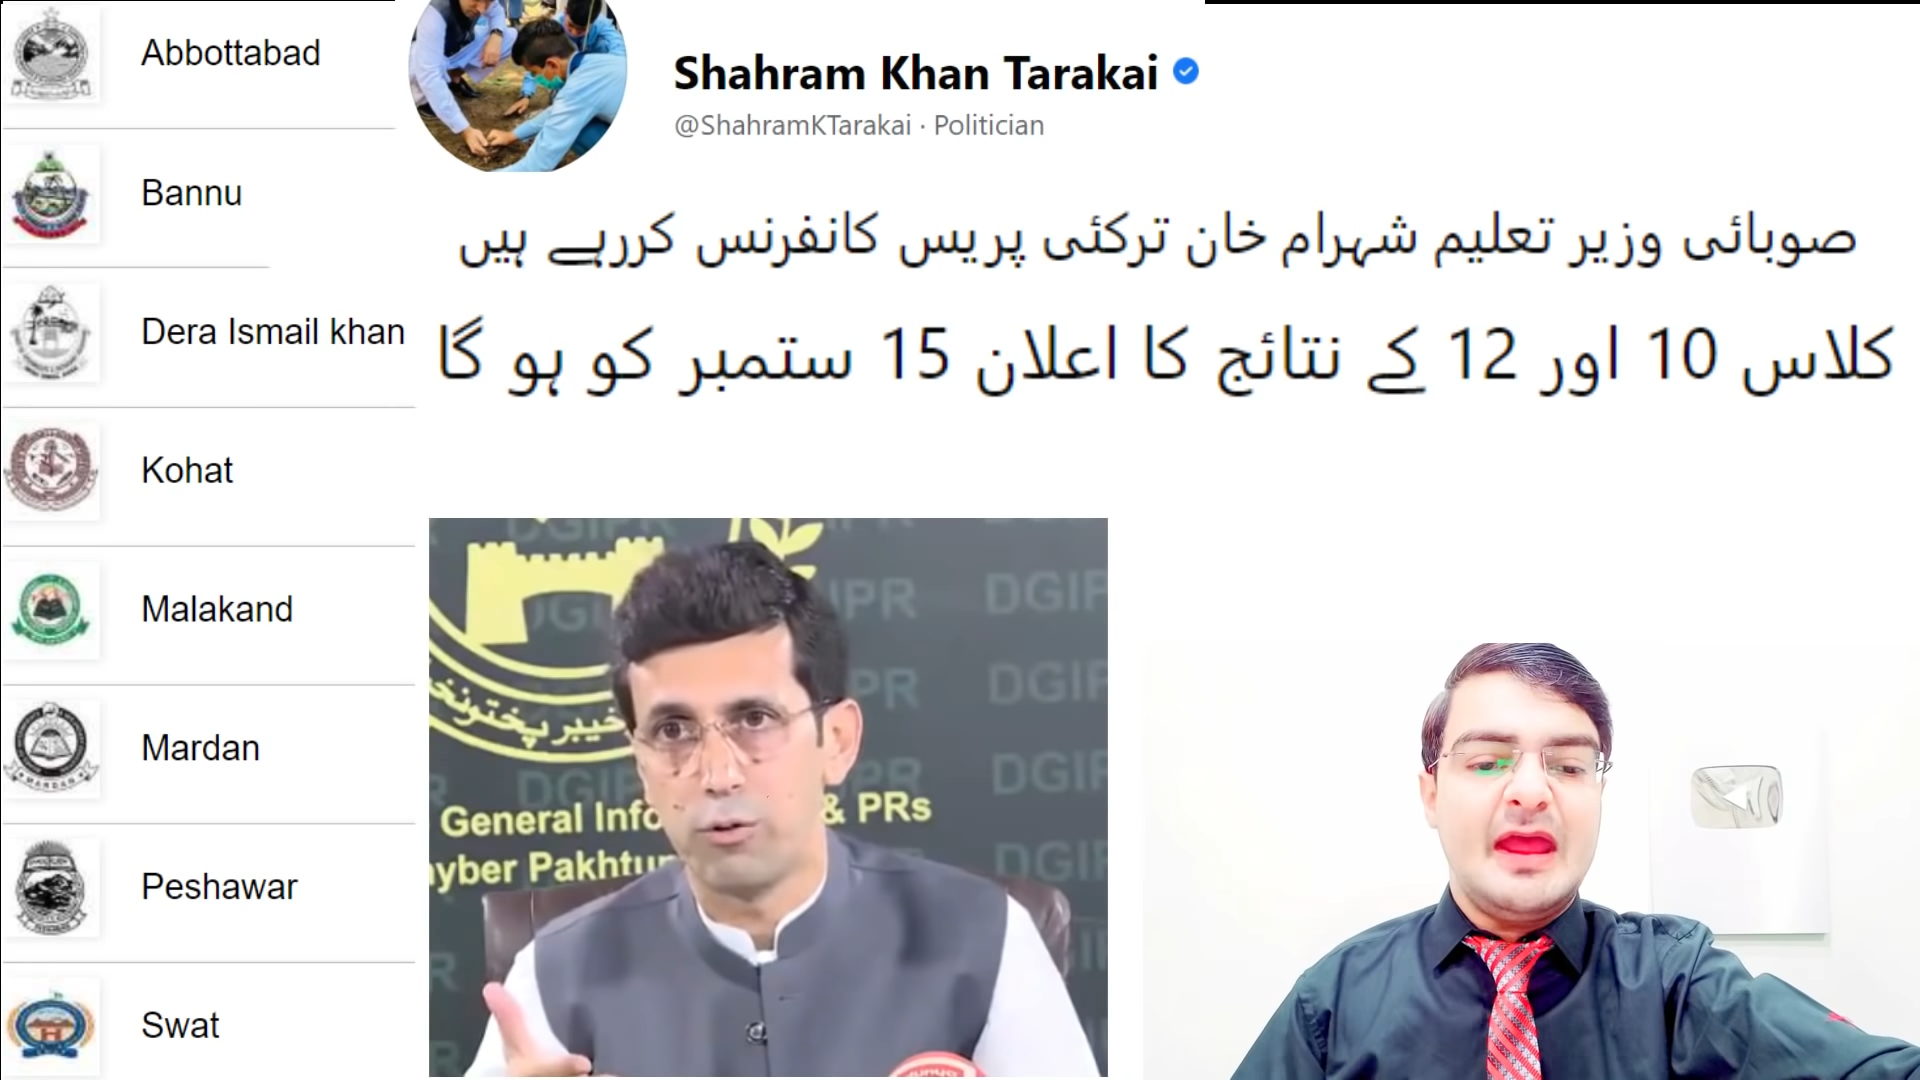 Abbottabad
Bannu
Dera Ismail khan
Kohat
Malakand
Mardan
Peshawar
Swat
Shahram Khan Tarakai
@ShahramKTarakai · Politician
صوبائی وزیر تعلیم شہرام خان ترکئی پریس کانفرنس کررہے ہیں
کلاس 10 اور 12 کے نتائج کا اعلان 15 ستمبر کو ہو گا
DGIPR
خیبر پختونخ
General Info & PRs
hyber Pakhtun